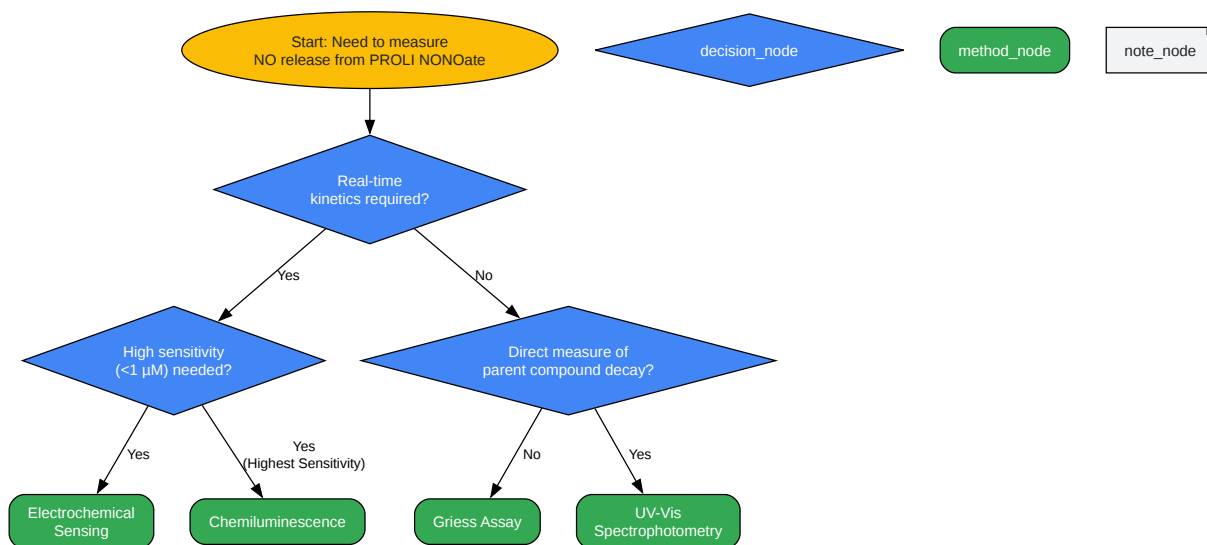 Start: Need to measure
NO release from PROLI NONOate
decision_node
method_node
note_node
Real-time
kinetics required?
Yes
No
High sensitivity
(<1 µM) needed?
Direct measure of
parent compound decay?
Yes
Yes
(Highest Sensitivity)
No
Yes
Electrochemical
Sensing
Chemiluminescence
Griess Assay
UV-Vis
Spectrophotometry